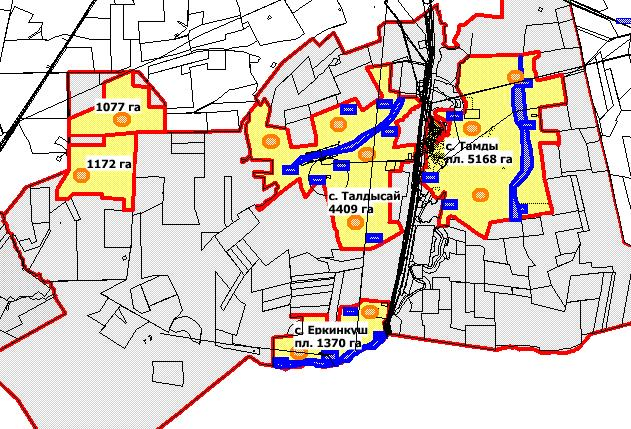 1077 га
1172 га
с. Тамды
пл. 5168 га
с. Талдысай
4409 га
с. Еркинкуш
пл. 1370 га